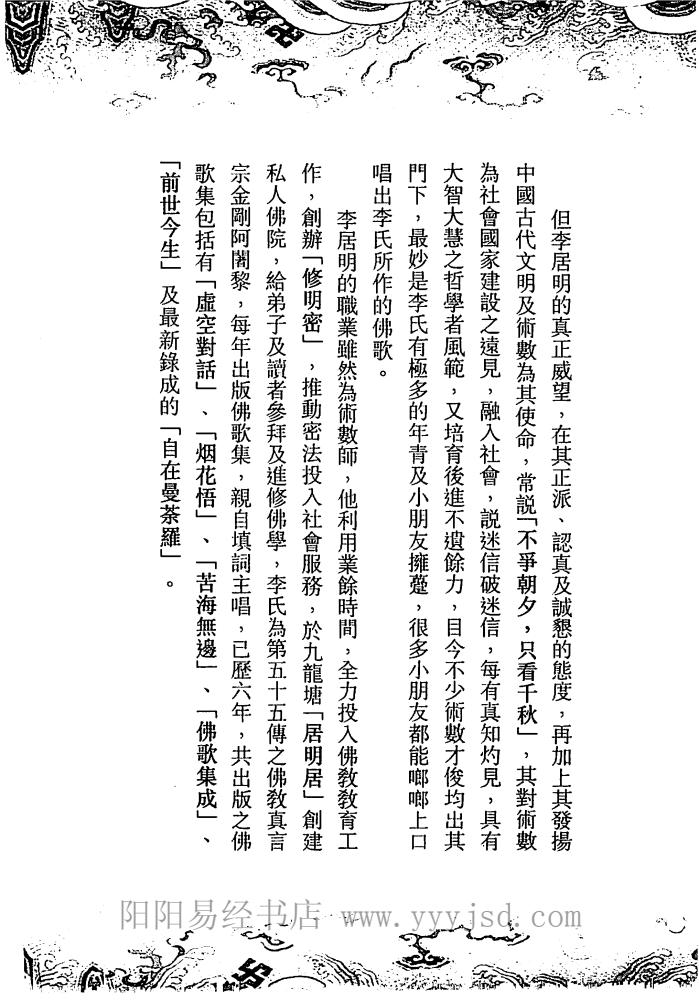 但李居明的真正威望，在其正派、認真及誠懇的態度，再加上其發揚
中國古代文明及術數為其使命，常說「不爭朝夕，只看千秋」，其對術數
為社會國家建設之遠見，融入社會，說迷信破迷信，每有真知灼見，具有
大智大慧之哲學者風範，又培育後進不遺餘力，目今不少術數才俊均出其
門下，最妙是李氏有極多的年青及小朋友擁躉，很多小朋友都能啷啷上口
唱出李氏所作的佛歌。
李居明的職業雖然為術數師，他利用業餘時間，全力投入佛教教育工
作，創辦「修明密」，推動密法投入社會服務，於九龍塘「居明居」創建
私人佛院，給弟子及讀者參拜及進修佛學，李氏為第五十五傳之佛教真言
宗金剛阿闍黎，每年出版佛歌集，親自填詞主唱，已歷六年，共出版之佛
歌集包括有「虛空對話」、「烟花悟」、「苦海無邊」、「佛歌集成」、
「前世今生」及最新錄成的「自在曼荼羅」。
阳阳易经书店 www.yyyjsd.com